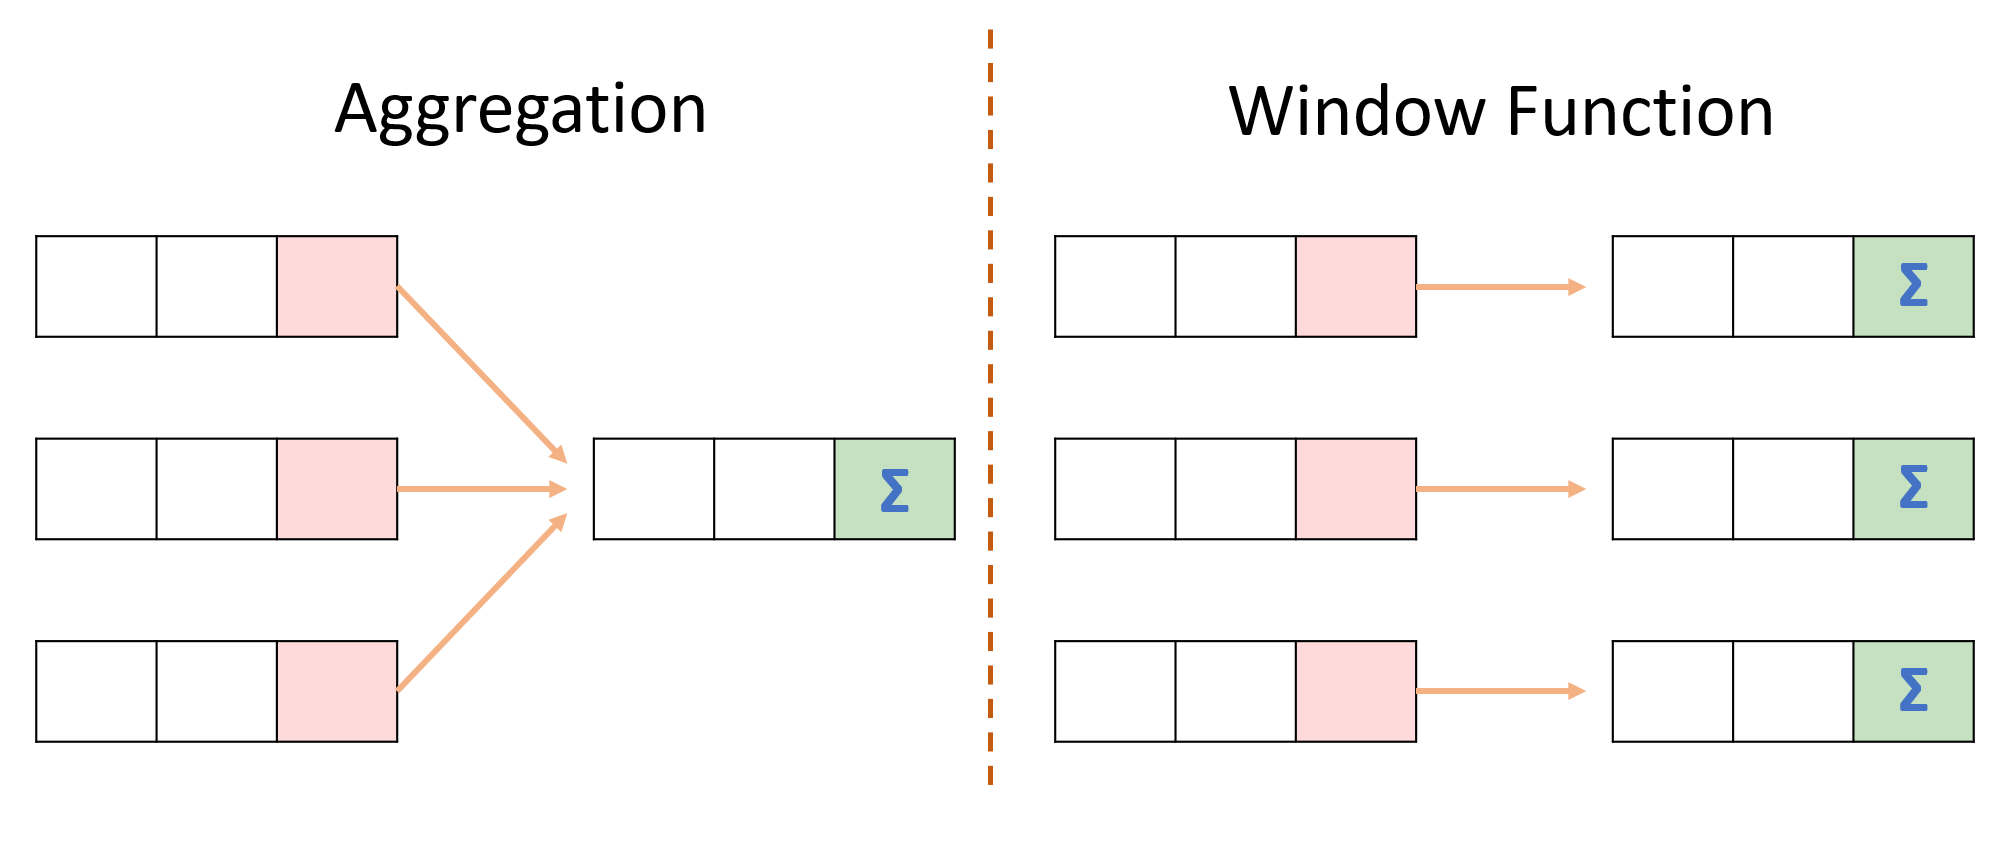 Aggregation
Window Function
Σ
Σ
Σ
Σ